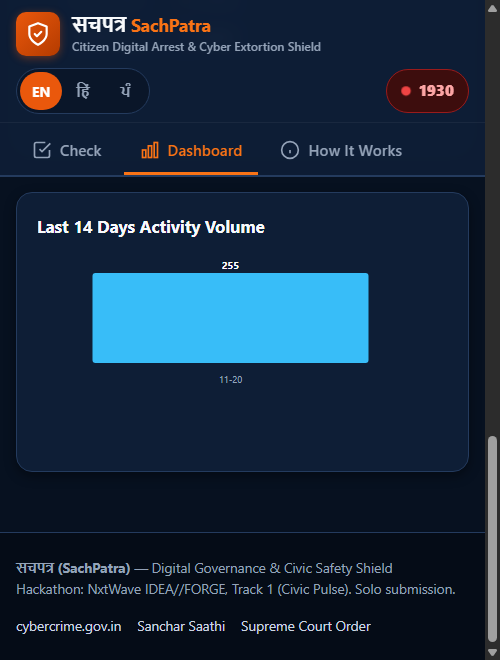 सचपत्र SachPatra
Citizen Digital Arrest & Cyber Extortion Shield
EN हिं पं 1930
Check Dashboard How It Works
Last 14 Days Activity Volume
255
11-20
सचपत्र (SachPatra) — Digital Governance & Civic Safety Shield
Hackathon: NxtWave IDEA//FORGE, Track 1 (Civic Pulse). Solo submission.
cybercrime.gov.in Sanchar Saathi Supreme Court Order